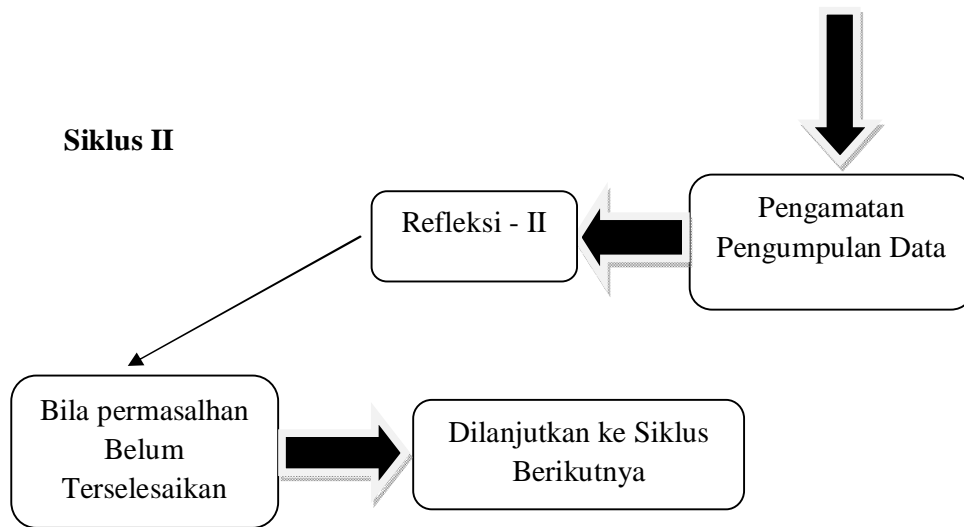 Siklus II
Pengamatan
Pengumpulan Data
Refleksi - II
Bila permasalhan
Belum
Terselesaikan
Dilanjutkan ke Siklus
Berikutnya